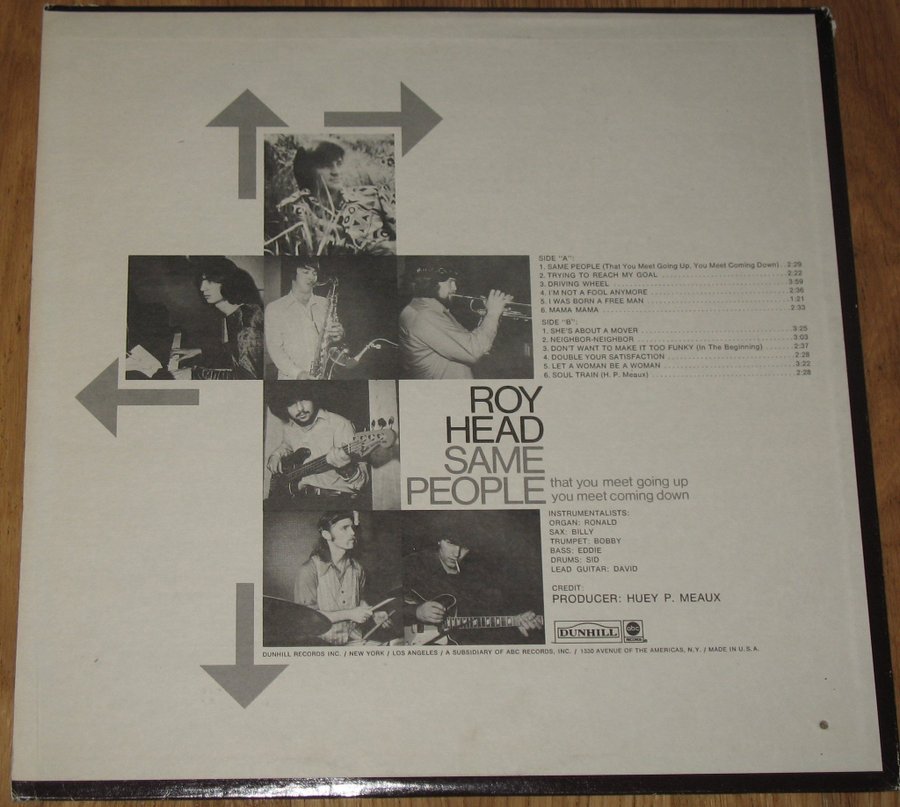 SIDE "A":
1. SAME PEOPLE (That You Meet Going Up, You Meet Coming Down) . 2:29
2. TRYING TO REACH MY GOAL 2:22
3. DRIVING WHEEL 3:59
4. I'M NOT A FOOL ANYMORE 2:36
5. I WAS BORN A FREE MAN 1:21
6. MAMA MAMA 2:33
SIDE "B":
1. SHE'S ABOUT A MOVER 3:25
2. NEIGHBOR-NEIGHBOR 3:03
3. DON'T WANT TO MAKE IT TOO FUNKY (In The Beginning) 2:37
4. DOUBLE YOUR SATISFACTION 2:28
5. LET A WOMAN BE A WOMAN 3:22
6. SOUL TRAIN (H. P. Meaux) 2:28
ROY
HEAD
SAME
PEOPLE
that you meet going up
you meet coming down
INSTRUMENTALISTS:
ORGAN: RONALD
SAX: BILLY
TRUMPET: BOBBY
BASS: EDDIE
DRUMS: SID
LEAD GUITAR: DAVID
CREDIT:
PRODUCER: HUEY P. MEAUX
DUNHILL
abc
RECORDS
DUNHILL RECORDS INC. / NEW YORK / LOS ANGELES / A SUBSIDIARY OF ABC RECORDS, INC. / 1330 AVENUE OF THE AMERICAS, N.Y. / MADE IN U.S.A.